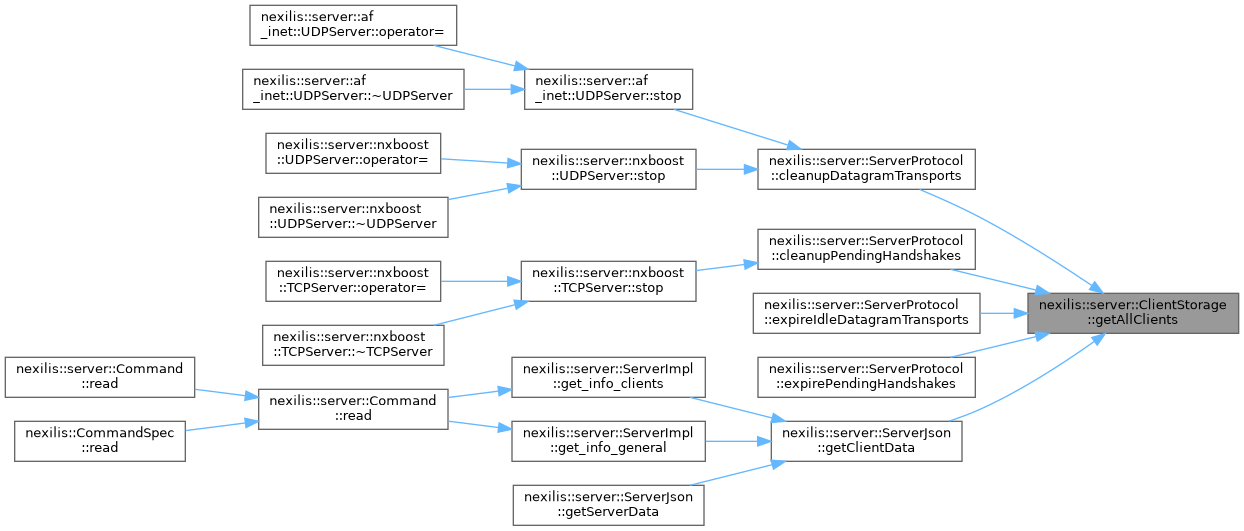 nexilis::server::af
_inet::UDPServer::operator=
nexilis::server::af
_inet::UDPServer::~UDPServer
nexilis::server::af
_inet::UDPServer::stop
nexilis::server::nxboost
::UDPServer::operator=
nexilis::server::nxboost
::UDPServer::~UDPServer
nexilis::server::nxboost
::UDPServer::stop
nexilis::server::ServerProtocol
::cleanupDatagramTransports
nexilis::server::nxboost
::TCPServer::operator=
nexilis::server::nxboost
::TCPServer::~TCPServer
nexilis::server::nxboost
::TCPServer::stop
nexilis::server::ServerProtocol
::cleanupPendingHandshakes
nexilis::server::ServerProtocol
::expireIdleDatagramTransports
nexilis::server::ClientStorage
::getAllClients
nexilis::server::ServerProtocol
::expirePendingHandshakes
nexilis::server::Command
::read
nexilis::CommandSpec
::read
nexilis::server::Command
::read
nexilis::server::ServerImpl
::get_info_clients
nexilis::server::ServerImpl
::get_info_general
nexilis::server::ServerJson
::getServerData
nexilis::server::ServerJson
::getClientData